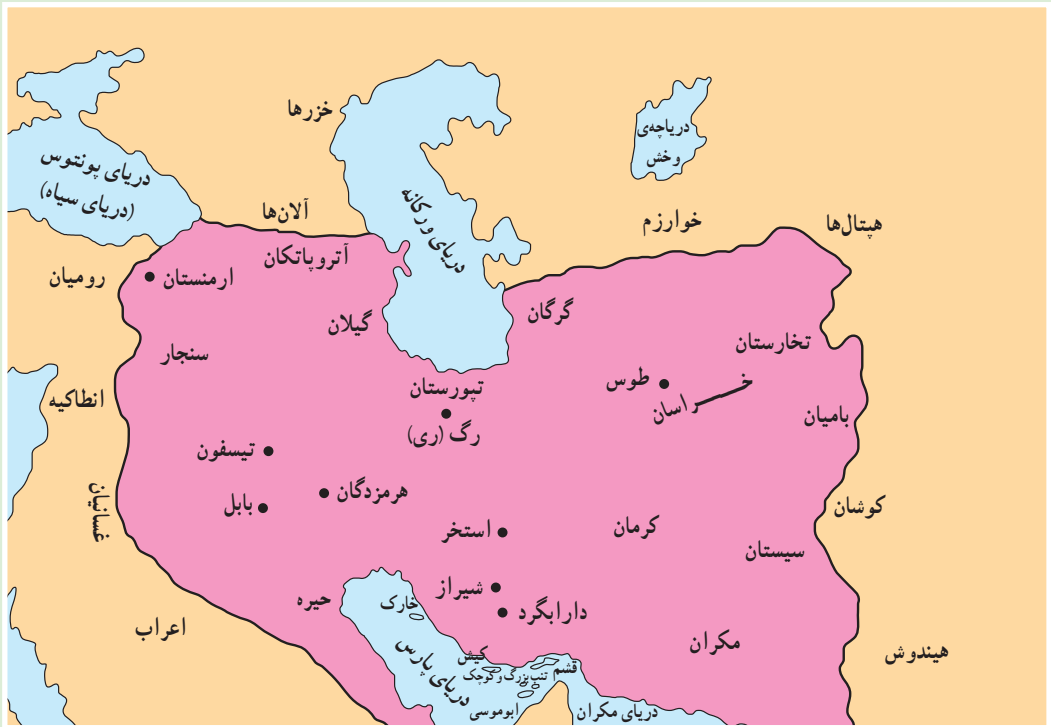 خزرها
دریاچه‌ی
وخش
دریای پونتوس
(دریای سیاه)
دریای ورکانه
آلان‌ها
خوارزم
هپتال‌ها
آتروپاتکان
رومیان
ارمنستان
گیلان
گرگان
سنجار
تخارستان
تپورستان
طوس
خراسان
انطاکیه
بامیان
رگ (ری)
تیسفون
هرمزدگان
بابل
غسانیان
کوشان
استخر
کرمان
سیستان
شیراز
حیره
خارک
دارابگرد
اعراب
مکران
هیندوش
دریای پارس
کیش
قشم
تنب‌بزرگ و کوچک
ابوموسی
دریای مکران